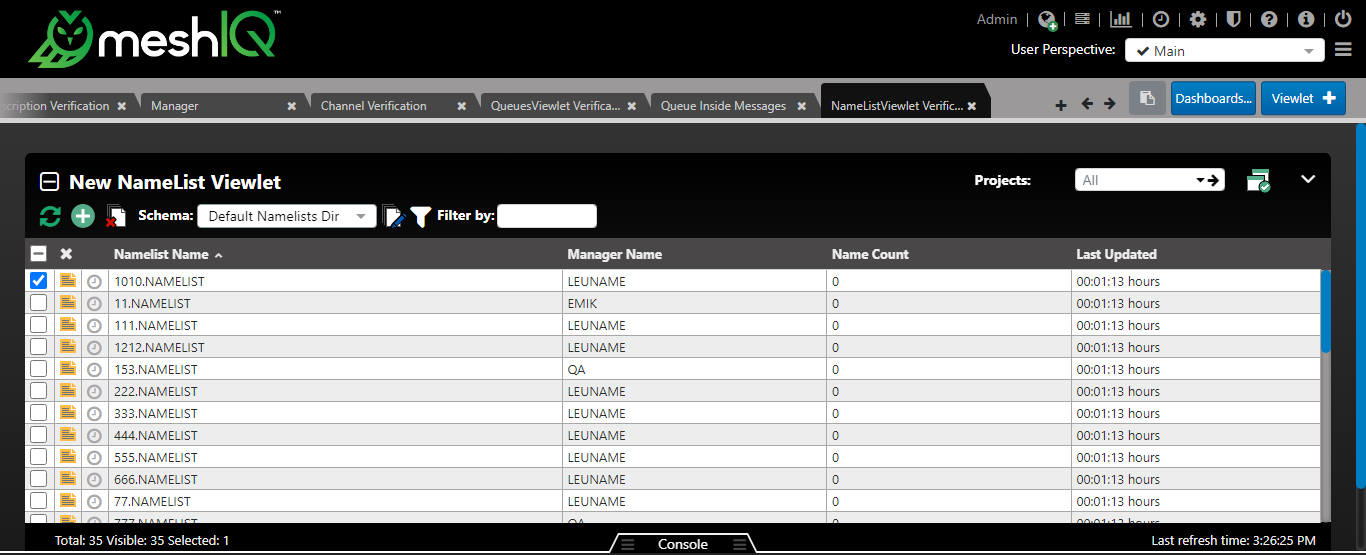 Admin
meshIQ™
User Perspective: Main
scription Verification Manager Channel Verification QueuesViewlet Verifica... Queue Inside Messages NameListViewlet Verific... Dashboards... Viewlet
New NameList Viewlet Projects: All
Schema: Default Namelists Dir Filter by:
Namelist Name Manager Name Name Count Last Updated
1010.NAMELIST LEUNAME 0 00:01:13 hours
11.NAMELIST EMIK 0 00:01:13 hours
111.NAMELIST LEUNAME 0 00:01:13 hours
1212.NAMELIST LEUNAME 0 00:01:13 hours
153.NAMELIST QA 0 00:01:13 hours
222.NAMELIST LEUNAME 0 00:01:13 hours
333.NAMELIST LEUNAME 0 00:01:13 hours
444.NAMELIST LEUNAME 0 00:01:13 hours
555.NAMELIST LEUNAME 0 00:01:13 hours
666.NAMELIST LEUNAME 0 00:01:13 hours
77.NAMELIST LEUNAME 0 00:01:13 hours
777.NAMELIST QA 0 00:01:13 hours
Total: 35 Visible: 35 Selected: 1 Console Last refresh time: 3:26:25 PM